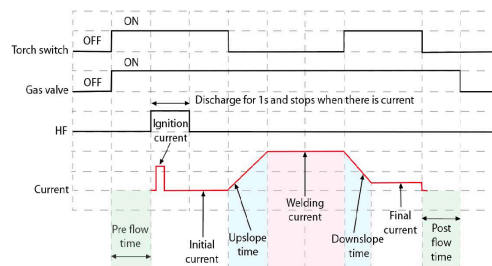 ON
Torch switch
OFF
ON
Gas valve
OFF
Discharge for 1s and stops when there is current
HF
Ignition
current
Current
Welding
current
Pre flow
time
Initial
current
Upslope
time
Downslope
time
Final
current
Post
flow
time